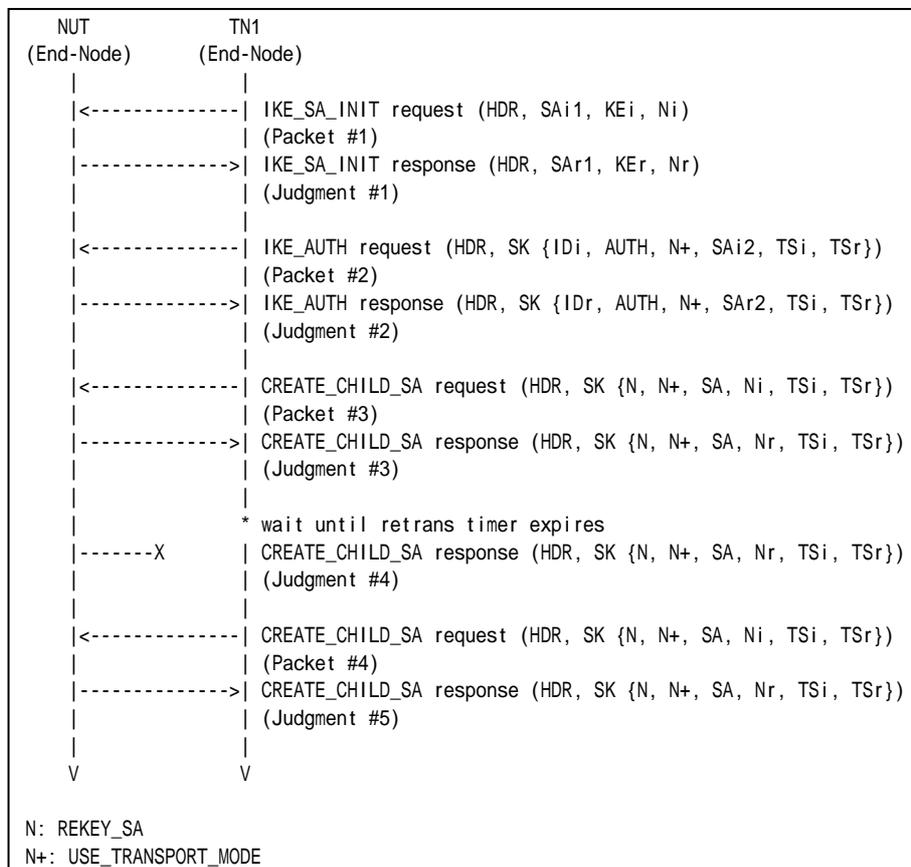 NUT TN1
(End-Node) (End-Node)
| |
|<--------------| IKE_SA_INIT request (HDR, SAi1, KEi, Ni)
| | (Packet #1)
|-------------->| IKE_SA_INIT response (HDR, SAr1, KEr, Nr)
| | (Judgment #1)
| |
|<--------------| IKE_AUTH request (HDR, SK {IDi, AUTH, N+, SAi2, TSi, TSr})
| | (Packet #2)
|-------------->| IKE_AUTH response (HDR, SK {IDr, AUTH, N+, SAr2, TSi, TSr})
| | (Judgment #2)
| |
|<--------------| CREATE_CHILD_SA request (HDR, SK {N, N+, SA, Ni, TSi, TSr})
| | (Packet #3)
|-------------->| CREATE_CHILD_SA response (HDR, SK {N, N+, SA, Nr, TSi, TSr})
| | (Judgment #3)
| |
| * wait until retrans timer expires
|-------X | CREATE_CHILD_SA response (HDR, SK {N, N+, SA, Nr, TSi, TSr})
| | (Judgment #4)
| |
|<--------------| CREATE_CHILD_SA request (HDR, SK {N, N+, SA, Ni, TSi, TSr})
| | (Packet #4)
|-------------->| CREATE_CHILD_SA response (HDR, SK {N, N+, SA, Nr, TSi, TSr})
| | (Judgment #5)
| |
V V
N: REKEY_SA
N+: USE_TRANSPORT_MODE